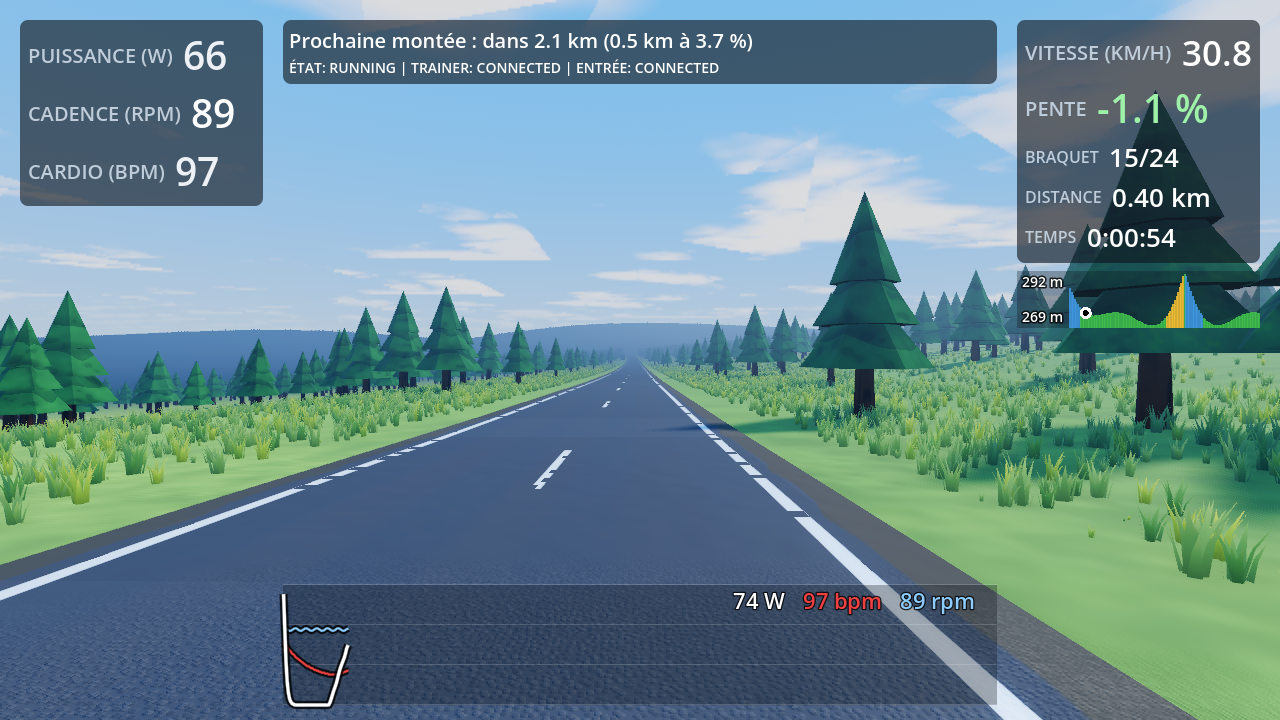 PUISSANCE (W) 66
CADENCE (RPM) 89
CARDIO (BPM) 97
Prochaine montée : dans 2.1 km (0.5 km à 3.7 %)
ÉTAT: RUNNING | TRAINER: CONNECTED | ENTRÉE: CONNECTED
VITESSE (KM/H) 30.8
PENTE -1.1 %
BRAQUET 15/24
DISTANCE 0.40 km
TEMPS 0:00:54
292 m
269 m
74 W 97 bpm 89 rpm